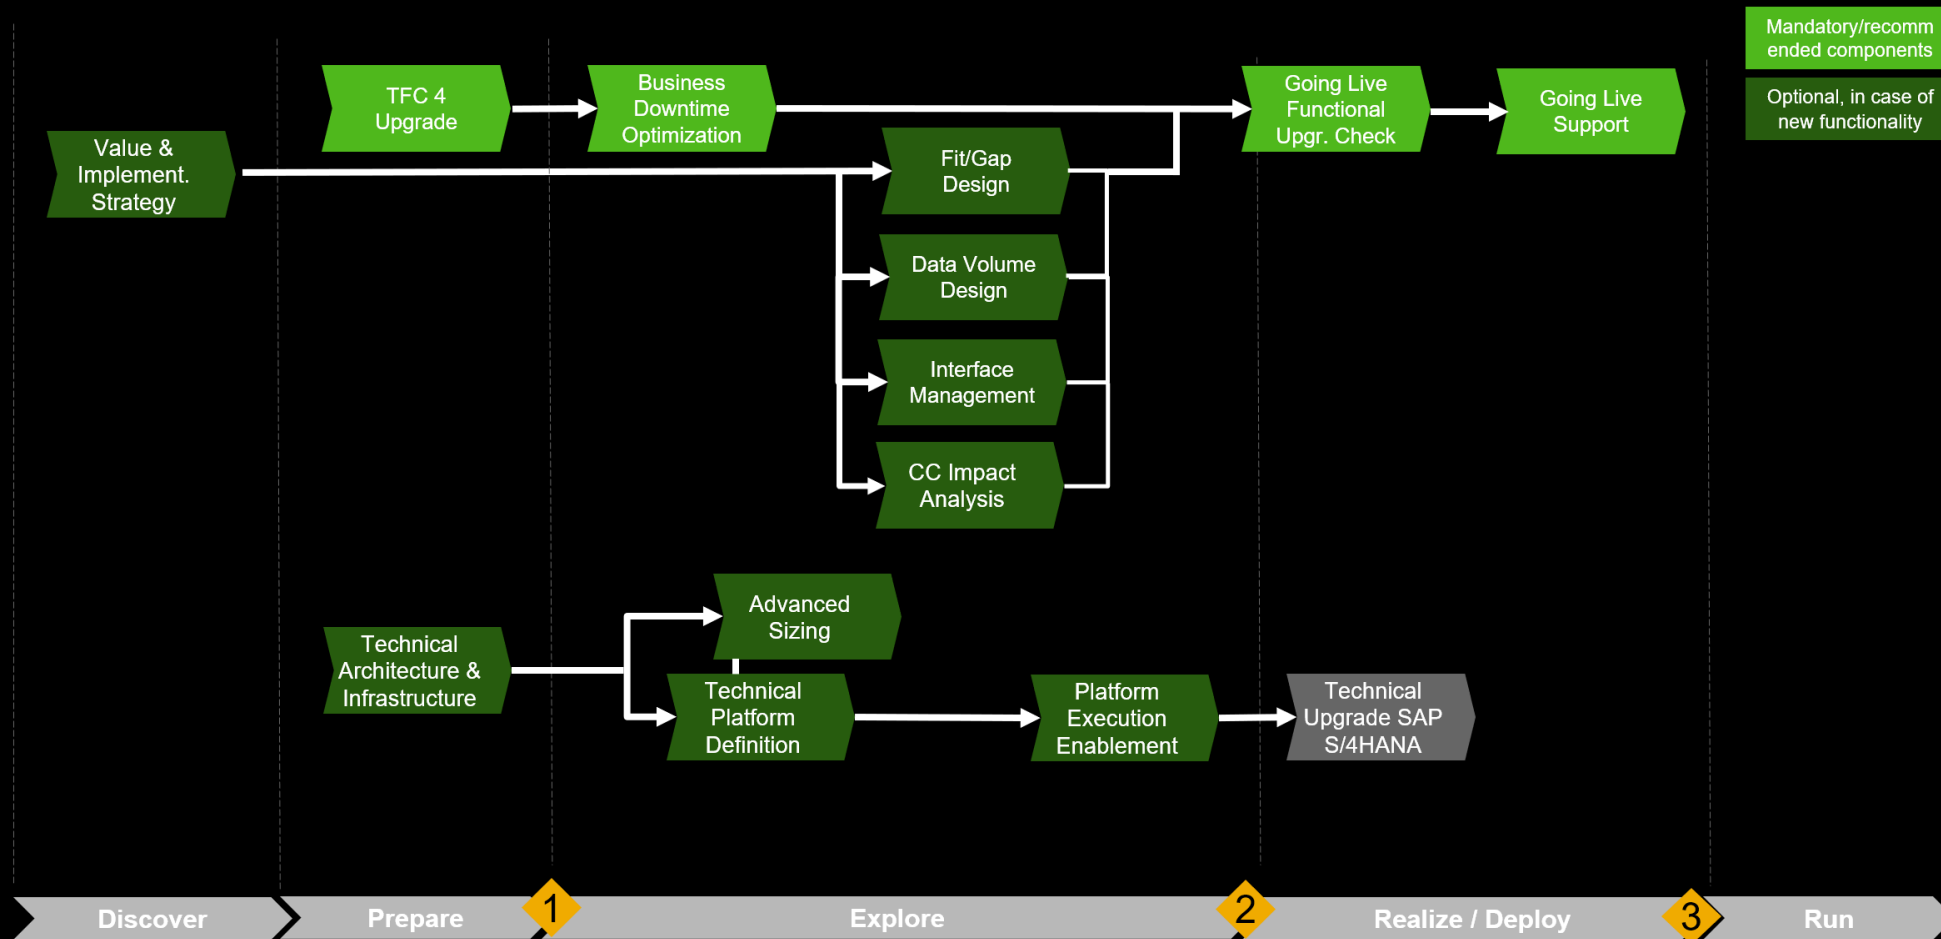 Mandatory/recomm
ended components
Optional, in case of
new functionality
TFC 4
Upgrade
Business
Downtime
Optimization
Going Live
Functional
Upgr. Check
Going Live
Support
Value &
Implement.
Strategy
Fit/Gap
Design
Data Volume
Design
Interface
Management
CC Impact
Analysis
Advanced
Sizing
Technical
Architecture &
Infrastructure
Technical
Platform
Definition
Platform
Execution
Enablement
Technical
Upgrade SAP
S/4HANA
Discover
Prepare
1
Explore
2
Realize / Deploy
3
Run